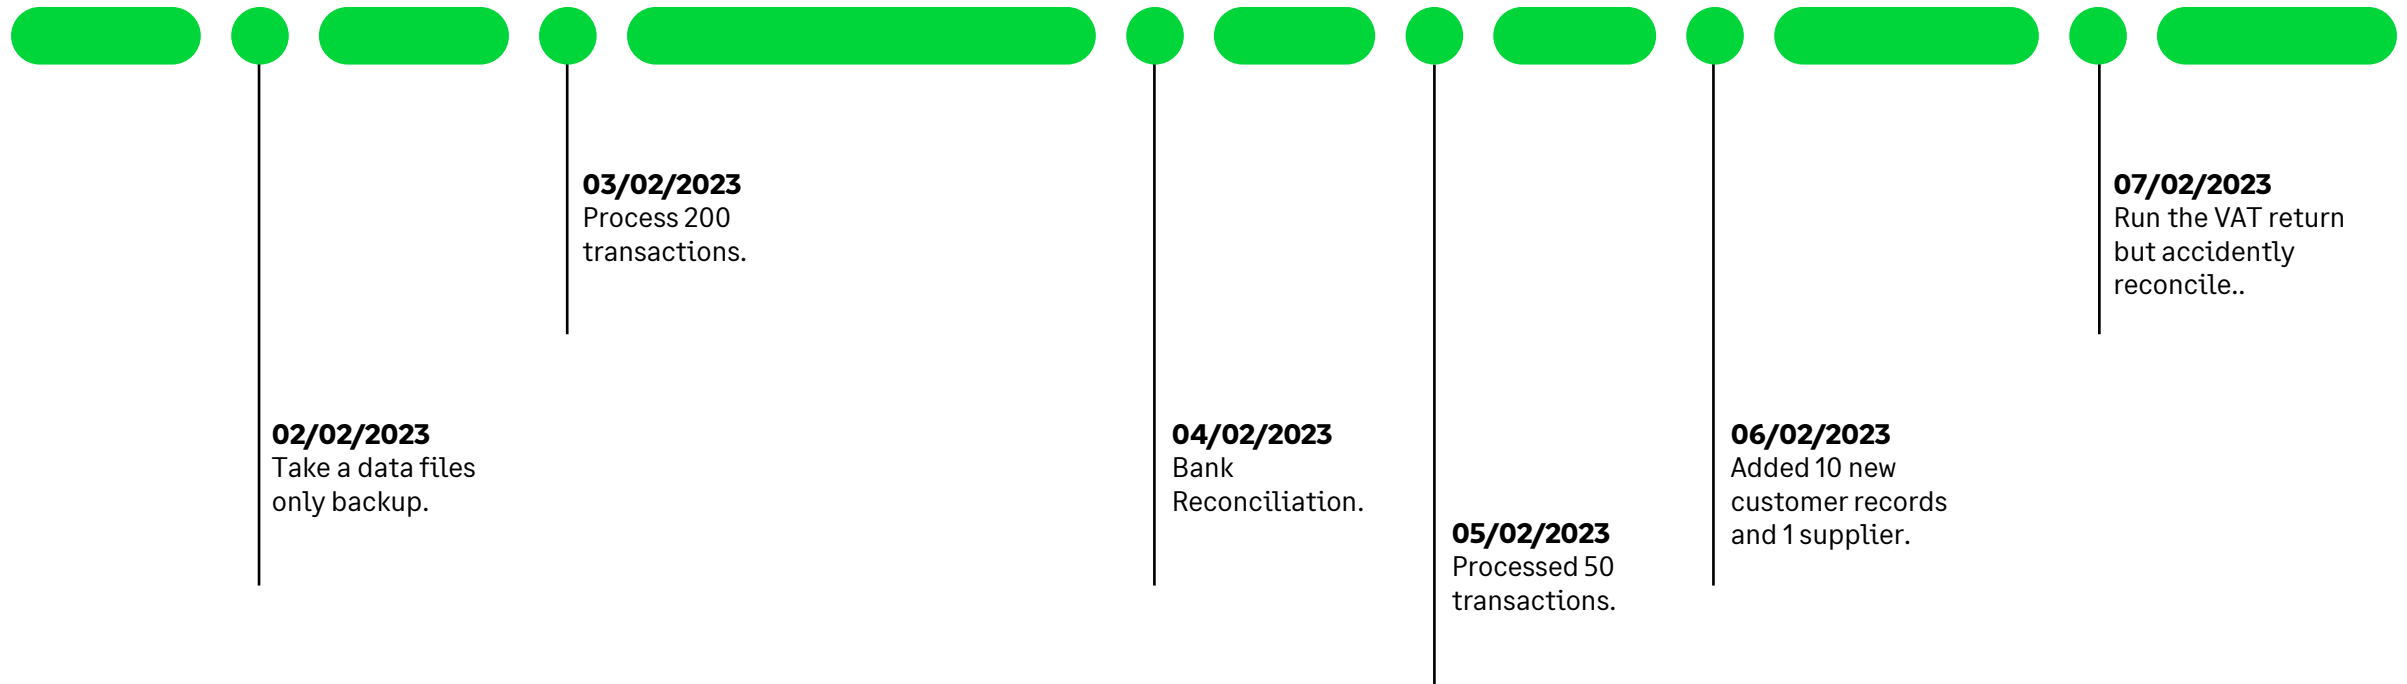 02/02/2023
Take a data files
only backup.
03/02/2023
Process 200
transactions.
04/02/2023
Bank
Reconciliation.
05/02/2023
Processed 50
transactions.
06/02/2023
Added 10 new
customer records
and 1 supplier.
07/02/2023
Run the VAT return
but accidently
reconcile..